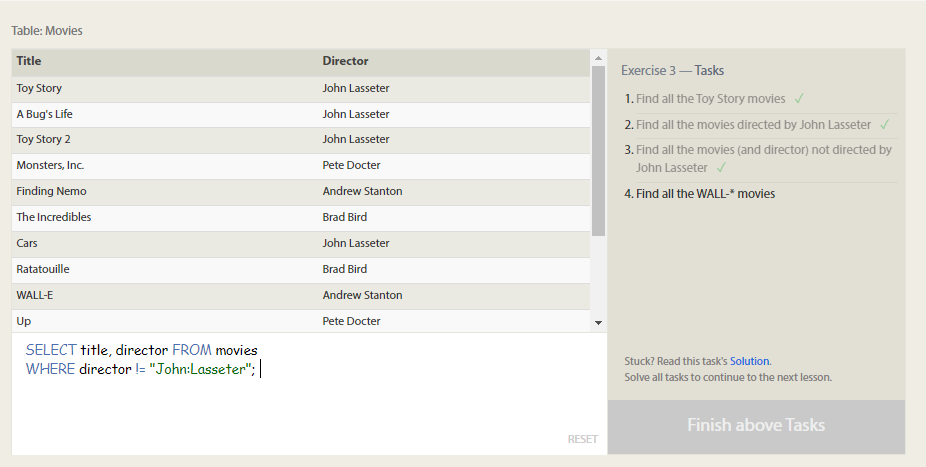 Table: Movies
Title Director
Toy Story John Lasseter
A Bug's Life John Lasseter
Toy Story 2 John Lasseter
Monsters, Inc. Pete Docter
Finding Nemo Andrew Stanton
The Incredibles Brad Bird
Cars John Lasseter
Ratatouille Brad Bird
WALL-E Andrew Stanton
Up Pete Docter
SELECT title, director FROM movies
WHERE director != "John:Lasseter";
RESET
Exercise 3 — Tasks
1. Find all the Toy Story movies ✓
2. Find all the movies directed by John Lasseter ✓
3. Find all the movies (and director) not directed by
John Lasseter ✓
4. Find all the WALL-* movies
Stuck? Read this task's Solution.
Solve all tasks to continue to the next lesson.
Finish above Tasks